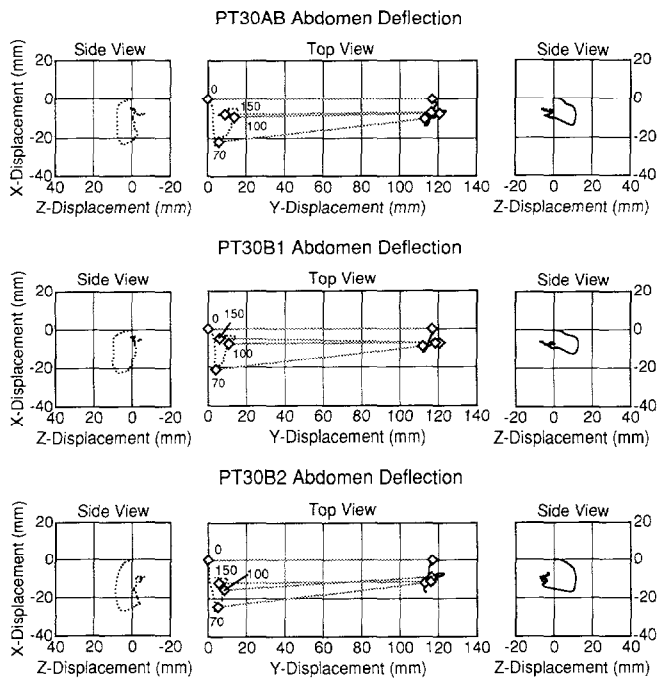 PT30AB Abdomen Deflection
Side View Top View Side View
X-Displacement (mm)
20 20
0 0 0
-20 150 -20
100
-40 70 -40
40 20 0 -20 0 20 40 60 80 100 120 140 -20 0 20 40
Z-Displacement (mm) Y-Displacement (mm) Z-Displacement (mm)
PT30B1 Abdomen Deflection
Side View Top View Side View
X-Displacement (mm)
20 20
0 0 0
-20 150 -20
100
-40 70 -40
40 20 0 -20 0 20 40 60 80 100 120 140 -20 0 20 40
Z-Displacement (mm) Y-Displacement (mm) Z-Displacement (mm)
PT30B2 Abdomen Deflection
Side View Top View Side View
X-Displacement (mm)
20 20
0 0 0
-20 150 100 -20
-40 70 -40
40 20 0 -20 0 20 40 60 80 100 120 140 -20 0 20 40
Z-Displacement (mm) Y-Displacement (mm) Z-Displacement (mm)